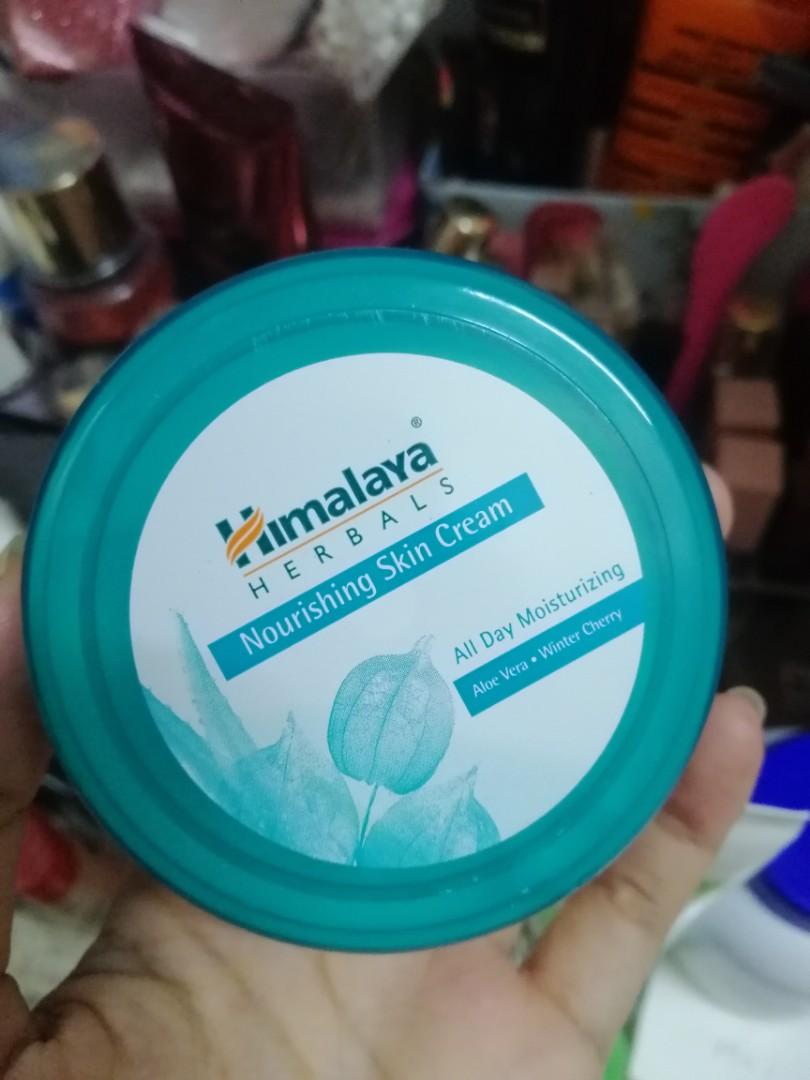 ®
Himalaya
HERBALS
Nourishing Skin Cream
All Day Moisturizing
Aloe Vera • Winter Cherry